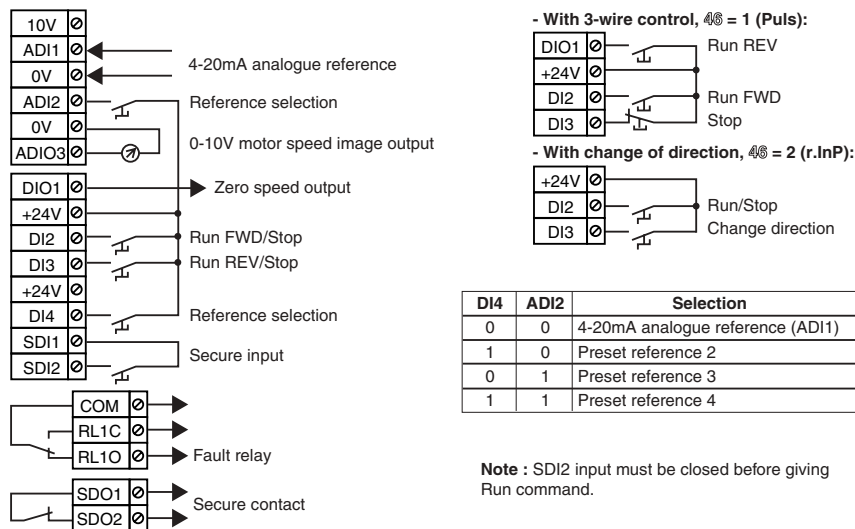 10V
ADI1
0V
4-20mA analogue reference
ADI2
Reference selection
0V
ADIO3
0-10V motor speed image output
DIO1
Zero speed output
+24V
DI2
Run FWD/Stop
DI3
Run REV/Stop
+24V
DI4
Reference selection
SDI1
SDI2
Secure input
COM
RL1C
RL1O
Fault relay
SDO1
SDO2
Secure contact
- With 3-wire control, 46 = 1 (Puls):
DIO1
Run REV
+24V
DI2
Run FWD
DI3
Stop
- With change of direction, 46 = 2 (r.InP):
+24V
DI2
Run/Stop
DI3
Change direction
DI4 ADI2 Selection
0 0 4-20mA analogue reference (ADI1)
1 0 Preset reference 2
0 1 Preset reference 3
1 1 Preset reference 4
Note : SDI2 input must be closed before giving
Run command.